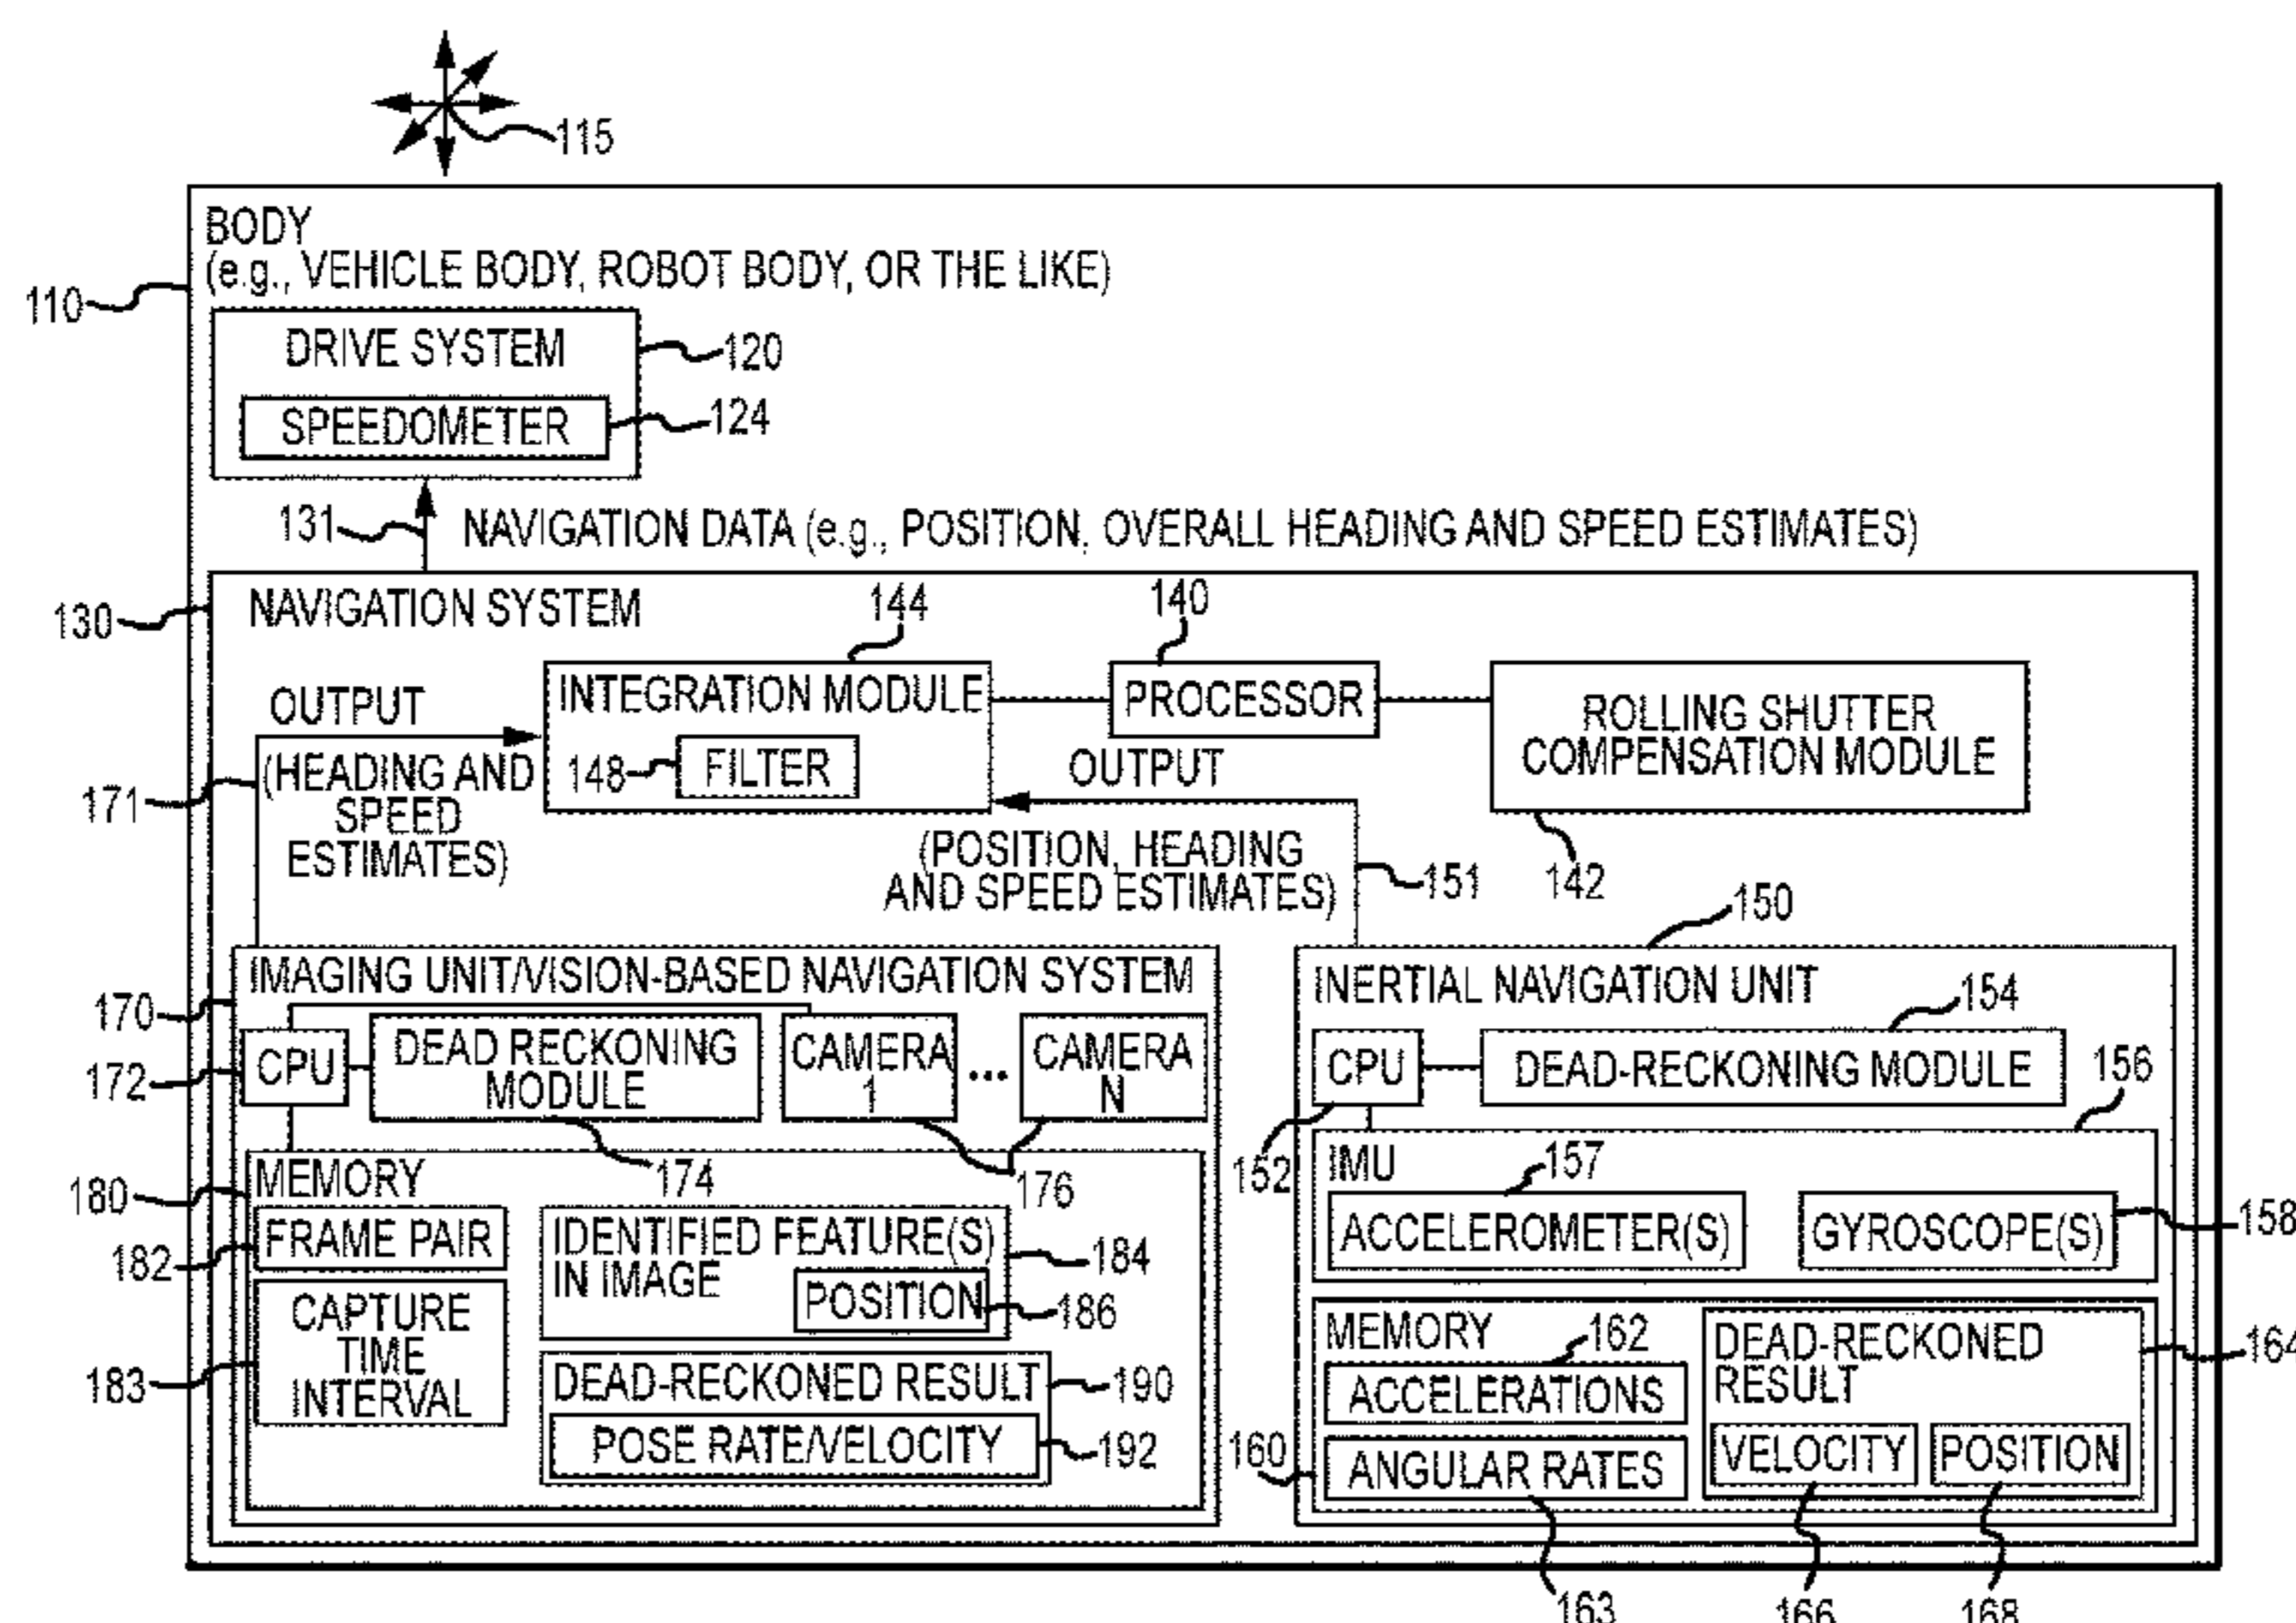 115
BODY
(e.g., VEHICLE BODY, ROBOT BODY, OR THE LIKE)
110
DRIVE SYSTEM
120
SPEEDOMETER
124
131
NAVIGATION DATA (e.g., POSITION, OVERALL HEADING AND SPEED ESTIMATES)
130
NAVIGATION SYSTEM
144
140
OUTPUT
INTEGRATION MODULE
PROCESSOR
ROLLING SHUTTER
COMPENSATION MODULE
171
(HEADING AND
SPEED
ESTIMATES)
148
FILTER
OUTPUT
(POSITION, HEADING
AND SPEED ESTIMATES)
151
142
150
IMAGING UNIT/VISION-BASED NAVIGATION SYSTEM
170
CPU
172
DEAD RECKONING
MODULE
CAMERA
1
...
CAMERA
N
174
176
MEMORY
180
FRAME PAIR
182
CAPTURE
TIME
INTERVAL
183
IDENTIFIED FEATURE(S)
IN IMAGE
184
POSITION
186
DEAD-RECKONED RESULT
190
POSE RATE/VELOCITY
192
INERTIAL NAVIGATION UNIT
154
CPU
DEAD-RECKONING MODULE
156
152
IMU
157
ACCELEROMETER(S)
GYROSCOPE(S)
158
MEMORY
162
ACCELERATIONS
160
ANGULAR RATES
DEAD-RECKONED
RESULT
164
VELOCITY
POSITION
163
166
168